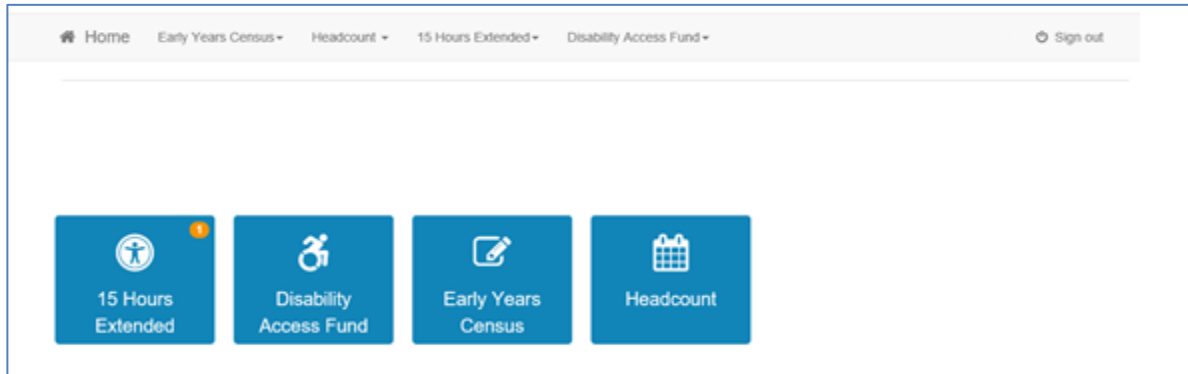 Home Early Years Census Headcount 15 Hours Extended Disability Access Fund Sign out
1
15 Hours Extended
Disability Access Fund
Early Years Census
Headcount